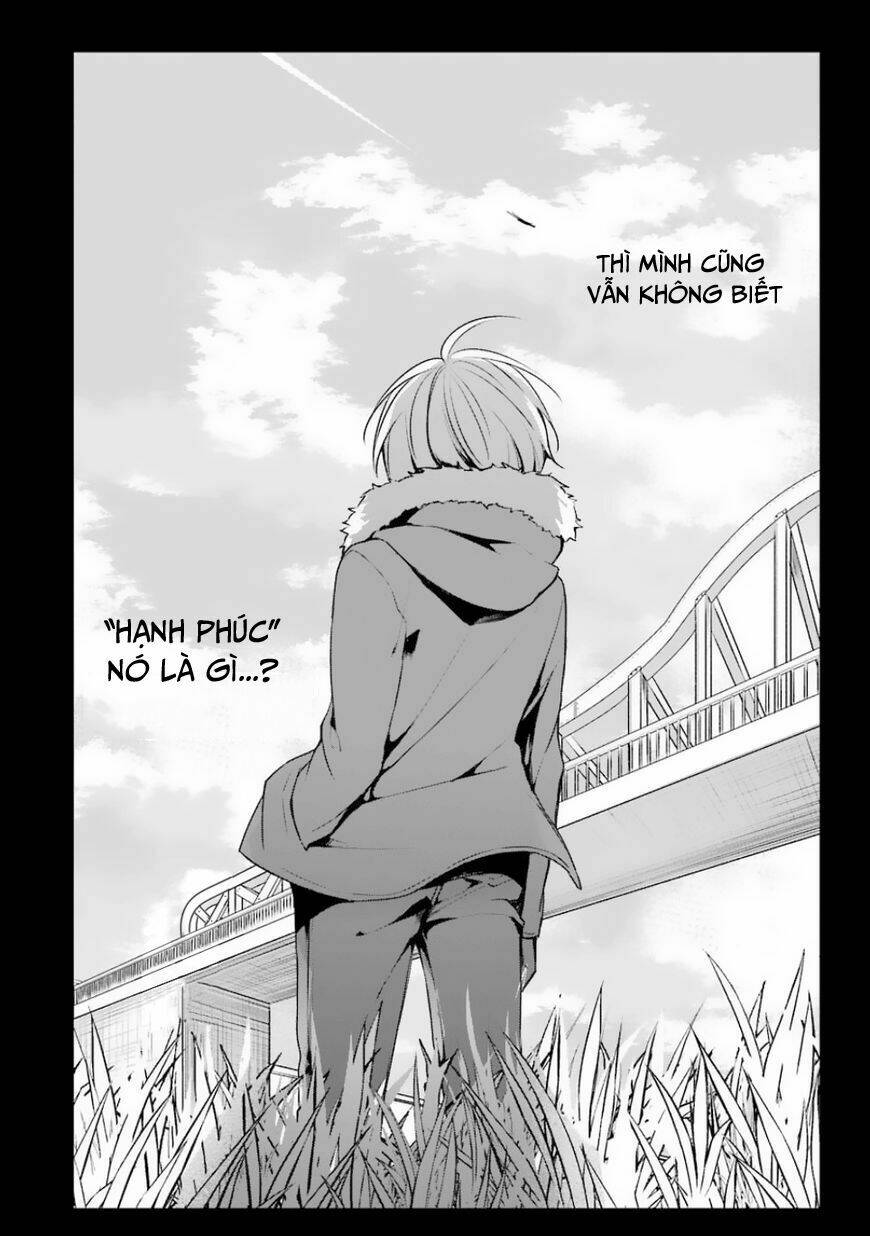 THÌ MÌNH CŨNG
VẪN KHÔNG BIẾT
“HẠNH PHÚC”
NÓ LÀ GÌ...?